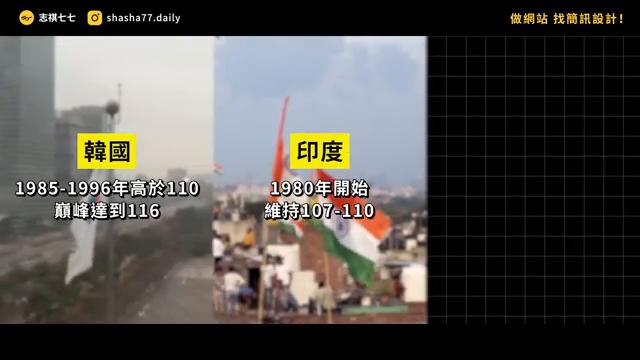 志祺七七
shasha77.daily
做網站 找簡訊設計！
韓國
1985-1996年高於110
巔峰達到116
印度
1980年開始
維持107-110